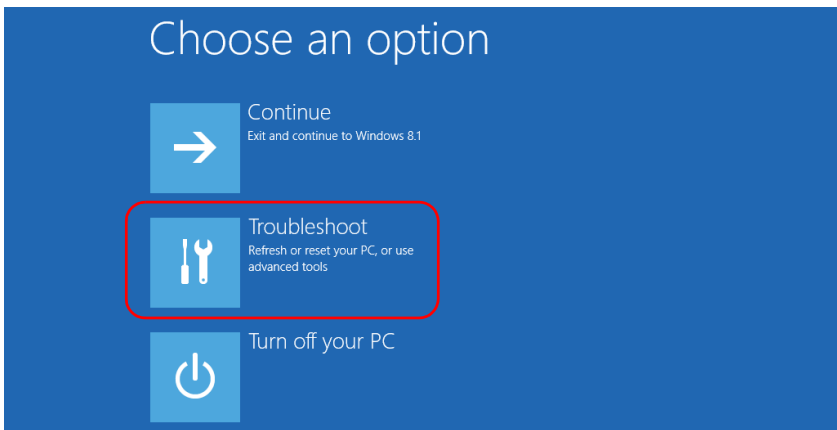 Choose an option
Continue
Exit and continue to Windows 8.1
Troubleshoot
Refresh or reset your PC, or use
advanced tools
Turn off your PC